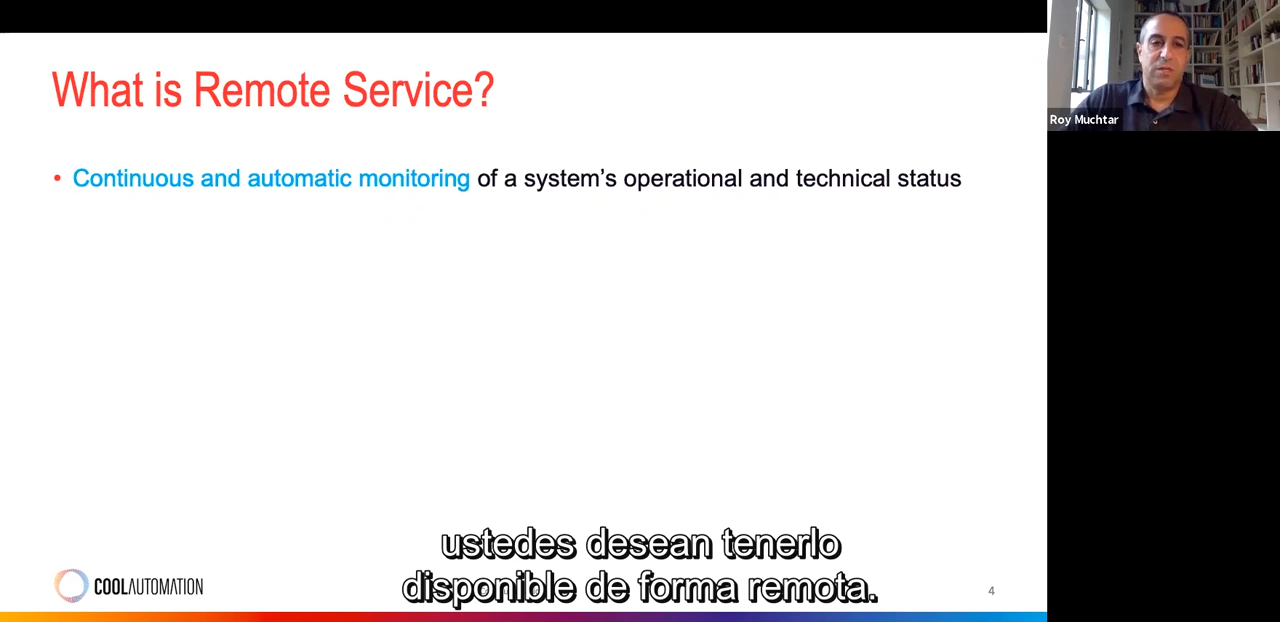 What is Remote Service?
Roy Muchtar
• Continuous and automatic monitoring of a system’s operational and technical status
ustedes desean tenerlo
disponible de forma remota.
COOLAUTOMATION
4